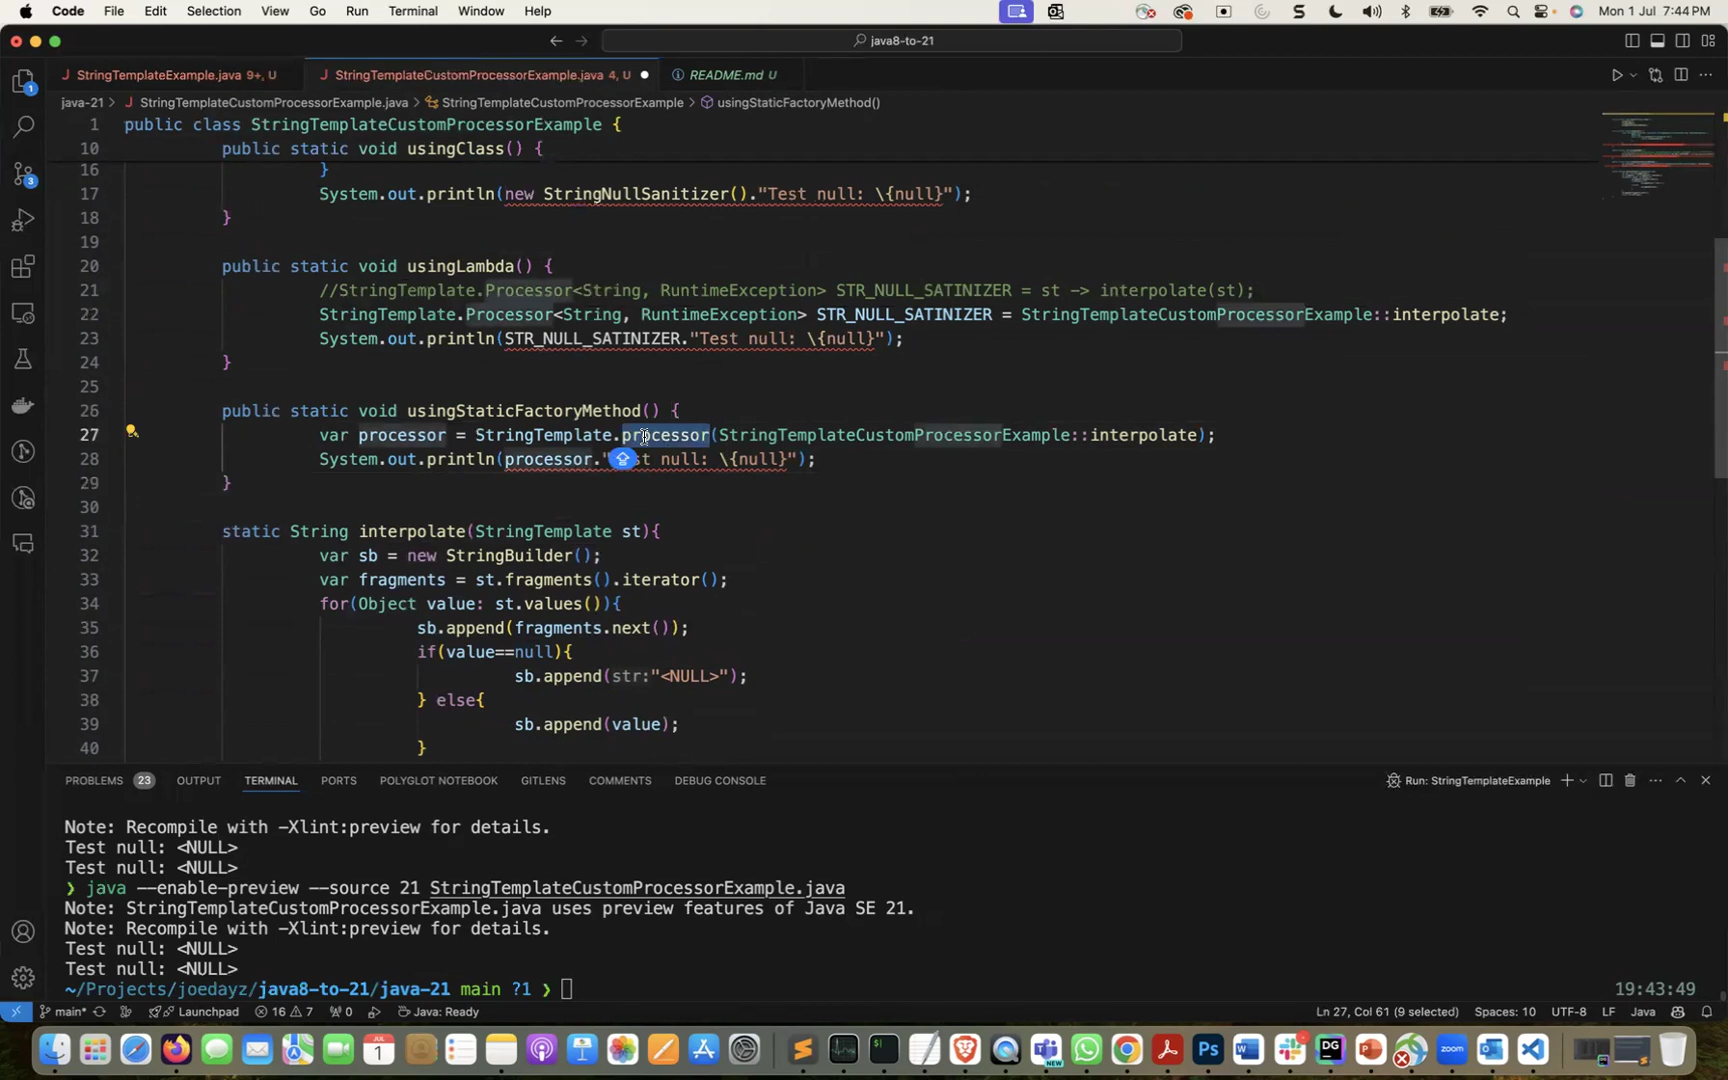 Code File Edit Selection View Go Run Terminal Window Help Mon 1 Jul 7:44 PM
java8-to-21
StringTemplateExample.java 9+, U StringTemplateCustomProcessorExample.java 4, U README.md U
java-21 > StringTemplateCustomProcessorExample.java > StringTemplateCustomProcessorExample > usingStaticFactoryMethod()
1 public class StringTemplateCustomProcessorExample {
10 public static void usingClass() {
16 }
17 System.out.println(new StringNullSanitizer()."Test null: \{null}");
18 }
19
20 public static void usingLambda() {
21 //StringTemplate.Processor<String, RuntimeException> STR_NULL_SATINIZER = st -> interpolate(st);
22 StringTemplate.Processor<String, RuntimeException> STR_NULL_SATINIZER = StringTemplateCustomProcessorExample::interpolate;
23 System.out.println(STR_NULL_SATINIZER."Test null: \{null}");
24 }
25
26 public static void usingStaticFactoryMethod() {
27 var processor = StringTemplate.processor(StringTemplateCustomProcessorExample::interpolate);
28 System.out.println(processor." st null: \{null}");
29 }
30
31 static String interpolate(StringTemplate st){
32 var sb = new StringBuilder();
33 var fragments = st.fragments().iterator();
34 for(Object value: st.values()){
35 sb.append(fragments.next());
36 if(value==null){
37 sb.append(str:"<NULL>");
38 } else{
39 sb.append(value);
40 }
PROBLEMS 23 OUTPUT TERMINAL PORTS POLYGLOT NOTEBOOK GITLENS COMMENTS DEBUG CONSOLE Run: StringTemplateExample
Note: Recompile with -Xlint:preview for details.
Test null: <NULL>
Test null: <NULL>
❯ java --enable-preview --source 21 StringTemplateCustomProcessorExample.java
Note: StringTemplateCustomProcessorExample.java uses preview features of Java SE 21.
Note: Recompile with -Xlint:preview for details.
Test null: <NULL>
Test null: <NULL>
~/Projects/joedayz/java8-to-21/java-21 main ?1 ❯ 19:43:49
main* Launchpad 16 7 0 Java: Ready Ln 27, Col 61 (9 selected) Spaces: 10 UTF-8 LF Java